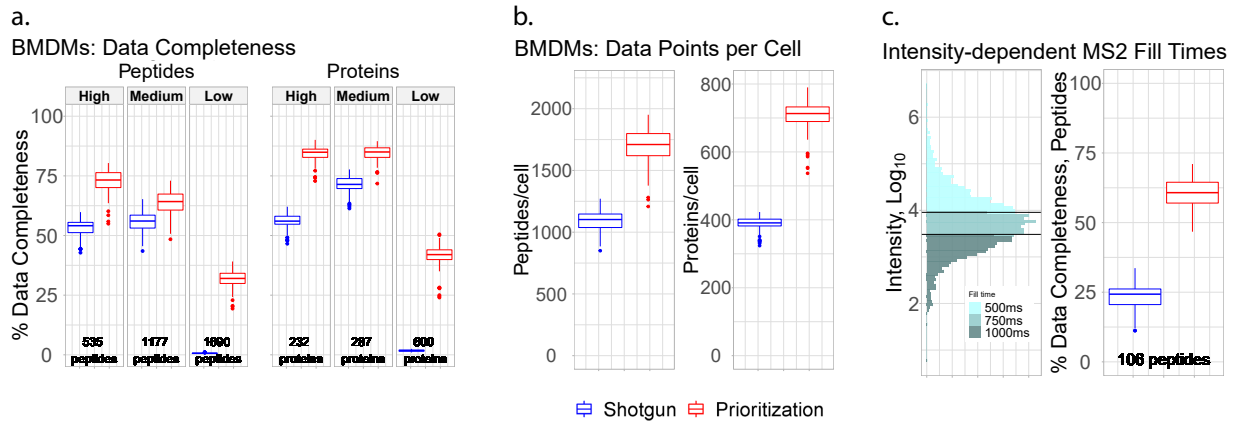 a.
BMDMs: Data Completeness
Peptides
Proteins
High Medium Low
High Medium Low
% Data Completeness
100
75
50
25
0
535 peptides
1177 peptides
1690 peptides
232 proteins
287 proteins
600 proteins
b.
BMDMs: Data Points per Cell
Peptides/cell
2000
1500
1000
500
0
Proteins/cell
800
600
400
200
0
Shotgun
Prioritization
c.
Intensity-dependent MS2 Fill Times
Intensity, Log10
6
4
2
Fill time
500ms
750ms
1000ms
% Data Completeness, Peptides
100
75
50
25
0
106 peptides